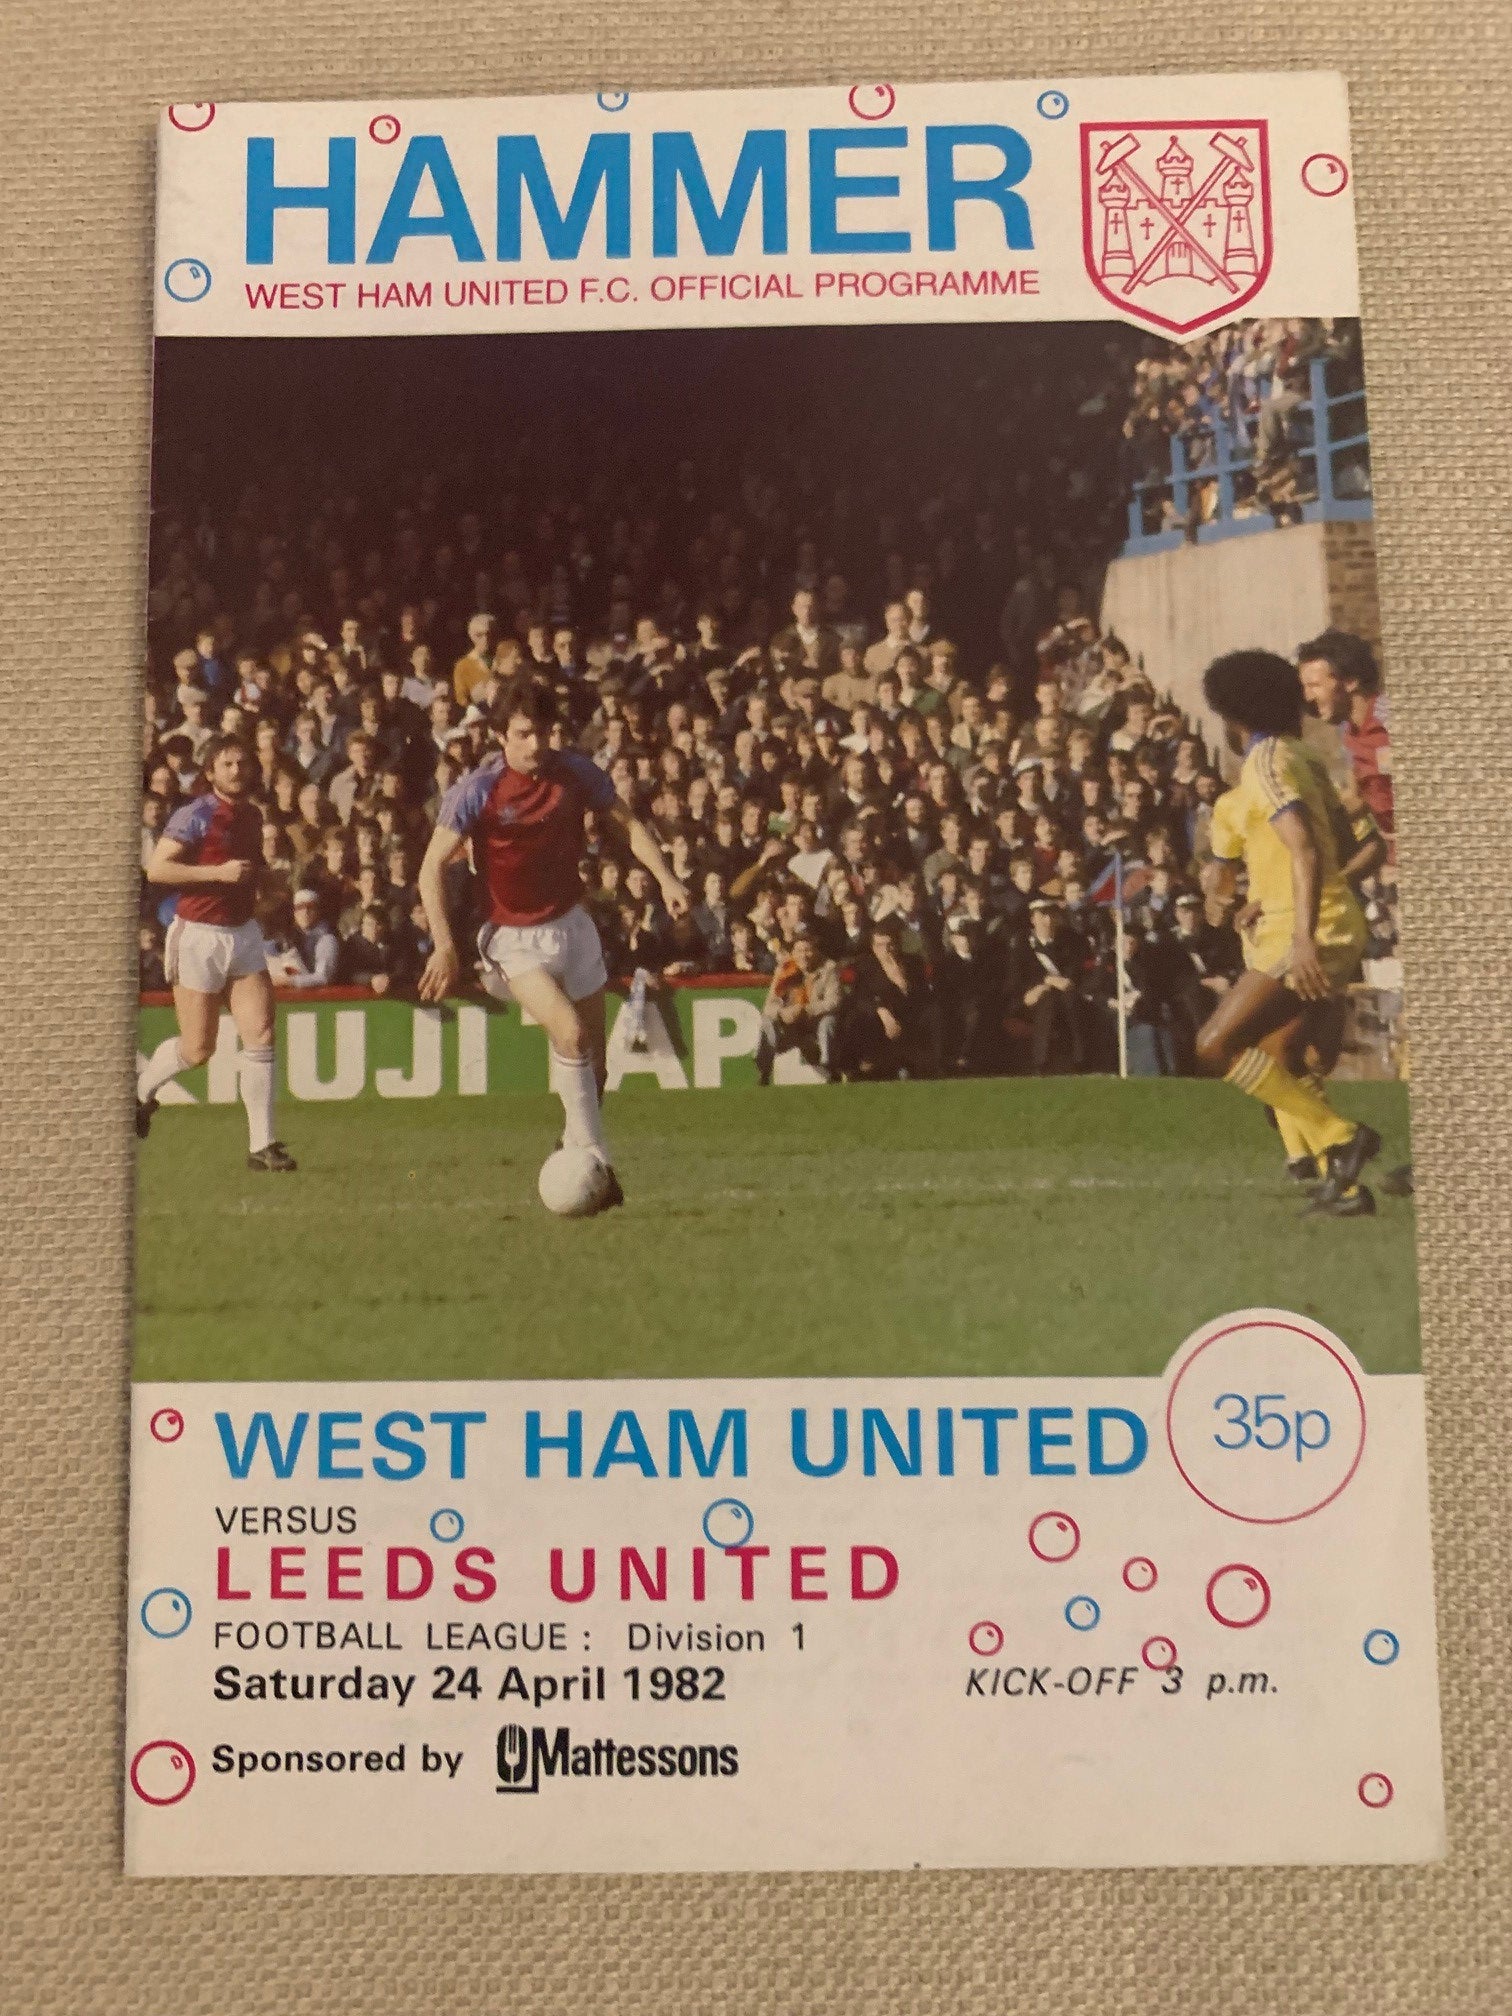 HAMMER
WEST HAM UNITED F.C. OFFICIAL PROGRAMME
FUJI TAPE
WEST HAM UNITED
35p
VERSUS
LEEDS UNITED
FOOTBALL LEAGUE: Division 1
Saturday 24 April 1982
KICK-OFF 3 p.m.
Sponsored by Mattessons